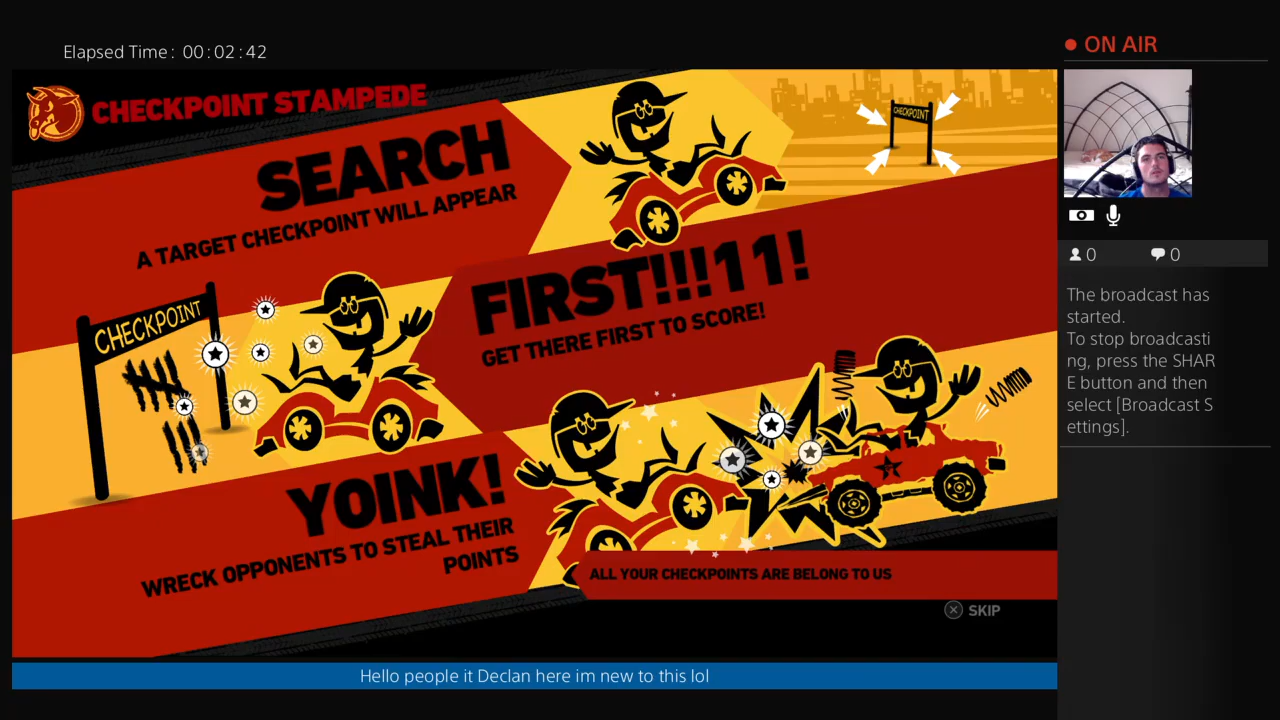 Elapsed Time: 00:02:42
ON AIR
CHECKPOINT STAMPEDE
SEARCH
A TARGET CHECKPOINT WILL APPEAR
CHECKPOINT
FIRST!!!11!
GET THERE FIRST TO SCORE!
CHECKPOINT
YOINK!
WRECK OPPONENTS TO STEAL THEIR
POINTS
ALL YOUR CHECKPOINTS ARE BELONG TO US
SKIP
Hello people it Declan here im new to this lol
0
0
The broadcast has
started.
To stop broadcasti
ng, press the SHAR
E button and then
select [Broadcast S
ettings].